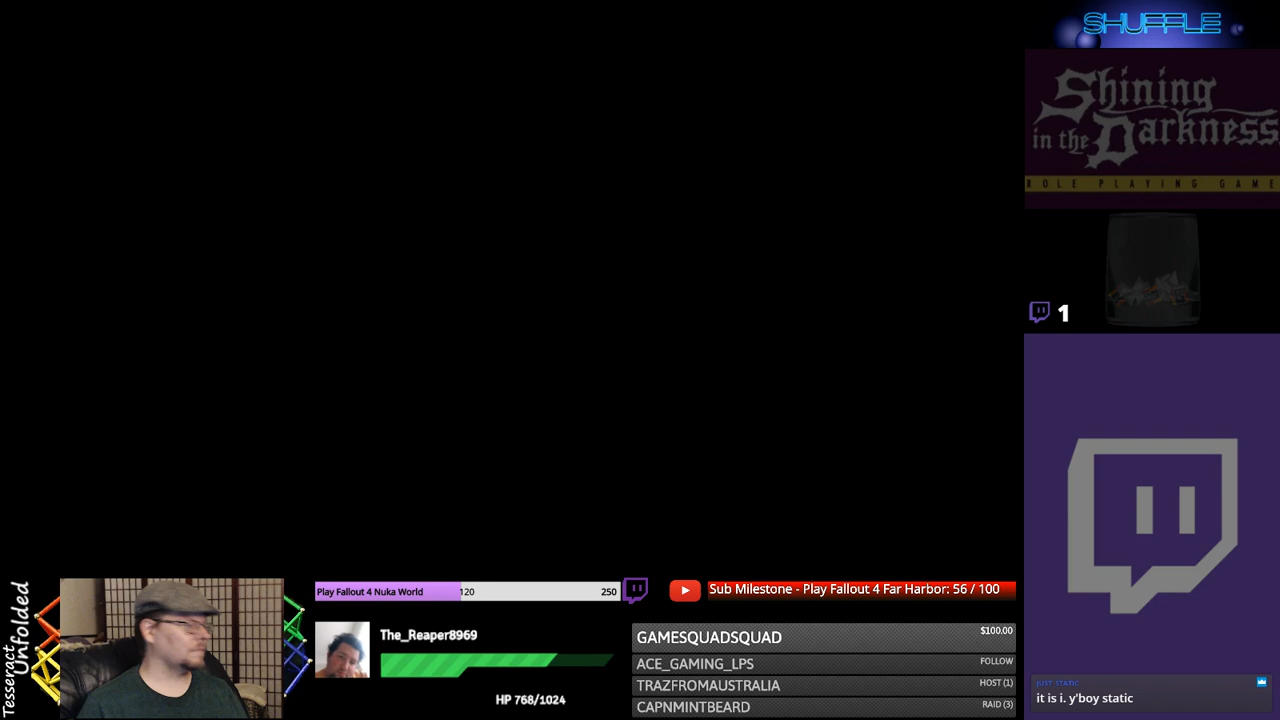 SHUFFLE
Shining
in the Darkness
ROLE PLAYING GAME
1
Tesseract
Unfolded
Play Fallout 4 Nuka World 120 250
Sub Milestone - Play Fallout 4 Far Harbor: 56 / 100
The_Reaper8969
HP 768/1024
GAMESQUADSQUAD $100.00
ACE_GAMING_LPS FOLLOW
TRAZFROMAUSTRALIA HOST (1)
CAPNMINTBEARD RAID (3)
JUST_STATIC
it is i. y'boy static